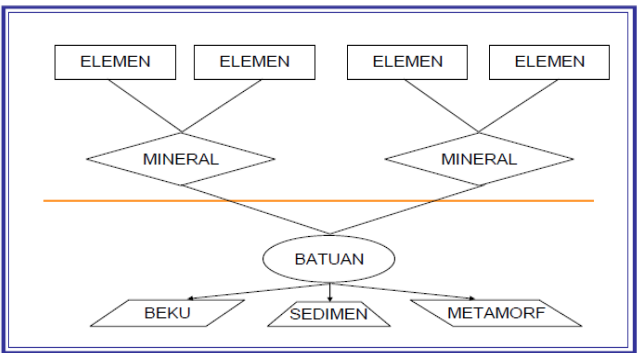 ELEMEN ELEMEN ELEMEN ELEMEN
MINERAL MINERAL
BATUAN
BEKU SEDIMEN METAMORF